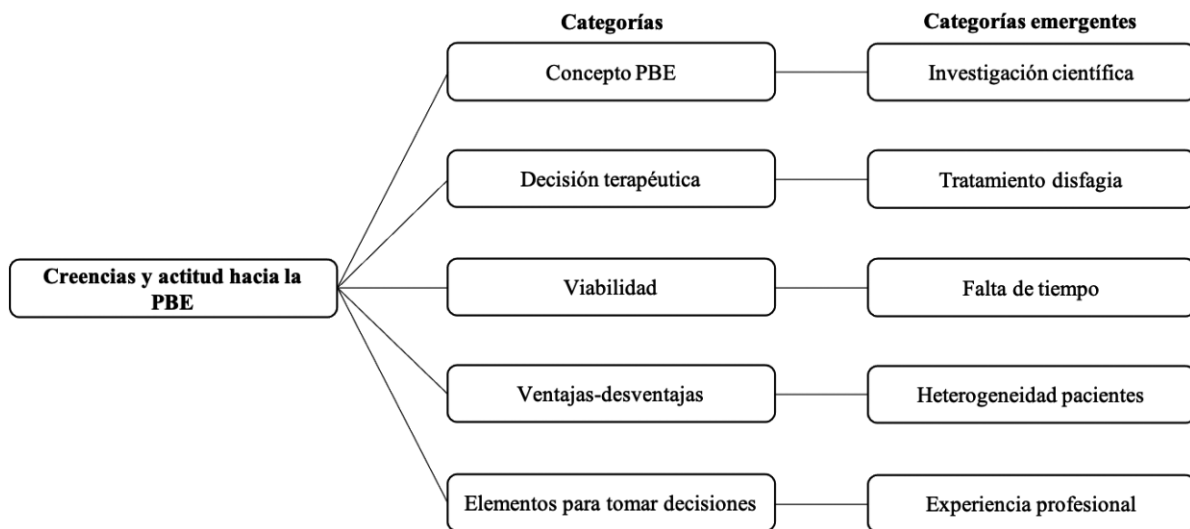 Categorías
Categorías emergentes
Concepto PBE
Investigación científica
Decisión terapéutica
Tratamiento disfagia
Creencias y actitud hacia la
PBE
Viabilidad
Falta de tiempo
Ventajas-desventajas
Heterogeneidad pacientes
Elementos para tomar decisiones
Experiencia profesional